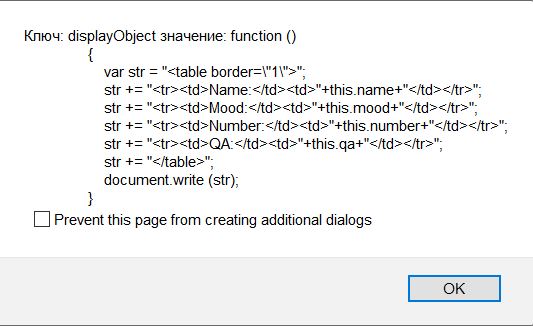 Ключ: displayObject значение: function ()
{
var str = "<table border=\"1\">";
str += "<tr><td>Name:</td><td>"+this.name+"</td></tr>";
str += "<tr><td>Mood:</td><td>"+this.mood+"</td></tr>";
str += "<tr><td>Number:</td><td>"+this.number+"</td></tr>";
str += "<tr><td>QA:</td><td>"+this.qa+"</td></tr>";
str += "</table>";
document.write (str);
}
Prevent this page from creating additional dialogs
OK